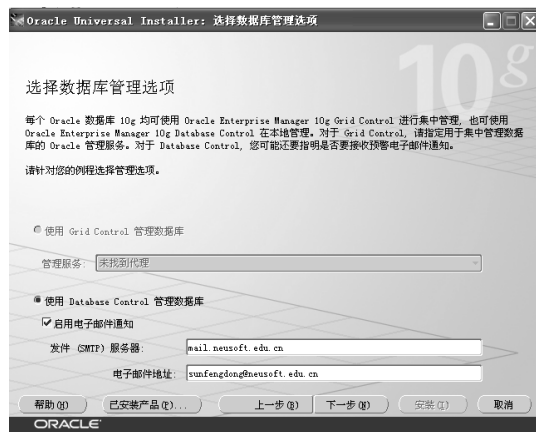 Oracle Universal Installer: 选择数据库管理选项
10g
选择数据库管理选项
每个 Oracle 数据库 10g 均可使用 Oracle Enterprise Manager 10g Grid Control 进行集中管理, 也可使用
Oracle Enterprise Manager 10g Database Control 在本地管理。对于 Grid Control, 请指定用于集中管理数据
库的 Oracle 管理服务。对于 Database Control, 您可能还要指明是否要接收预警电子邮件通知。
请针对您的例程选择管理选项。
使用 Grid Control 管理数据库
管理服务: 未找到代理
使用 Database Control 管理数据库
启用电子邮件通知
发件 (SMTP) 服务器: mail.neusoft.edu.cn
电子邮件地址: sunfengdong@neusoft.edu.cn
帮助(H) 已安装产品(P)... 上一步(B) 下一步(N) 安装(I) 取消
ORACLE